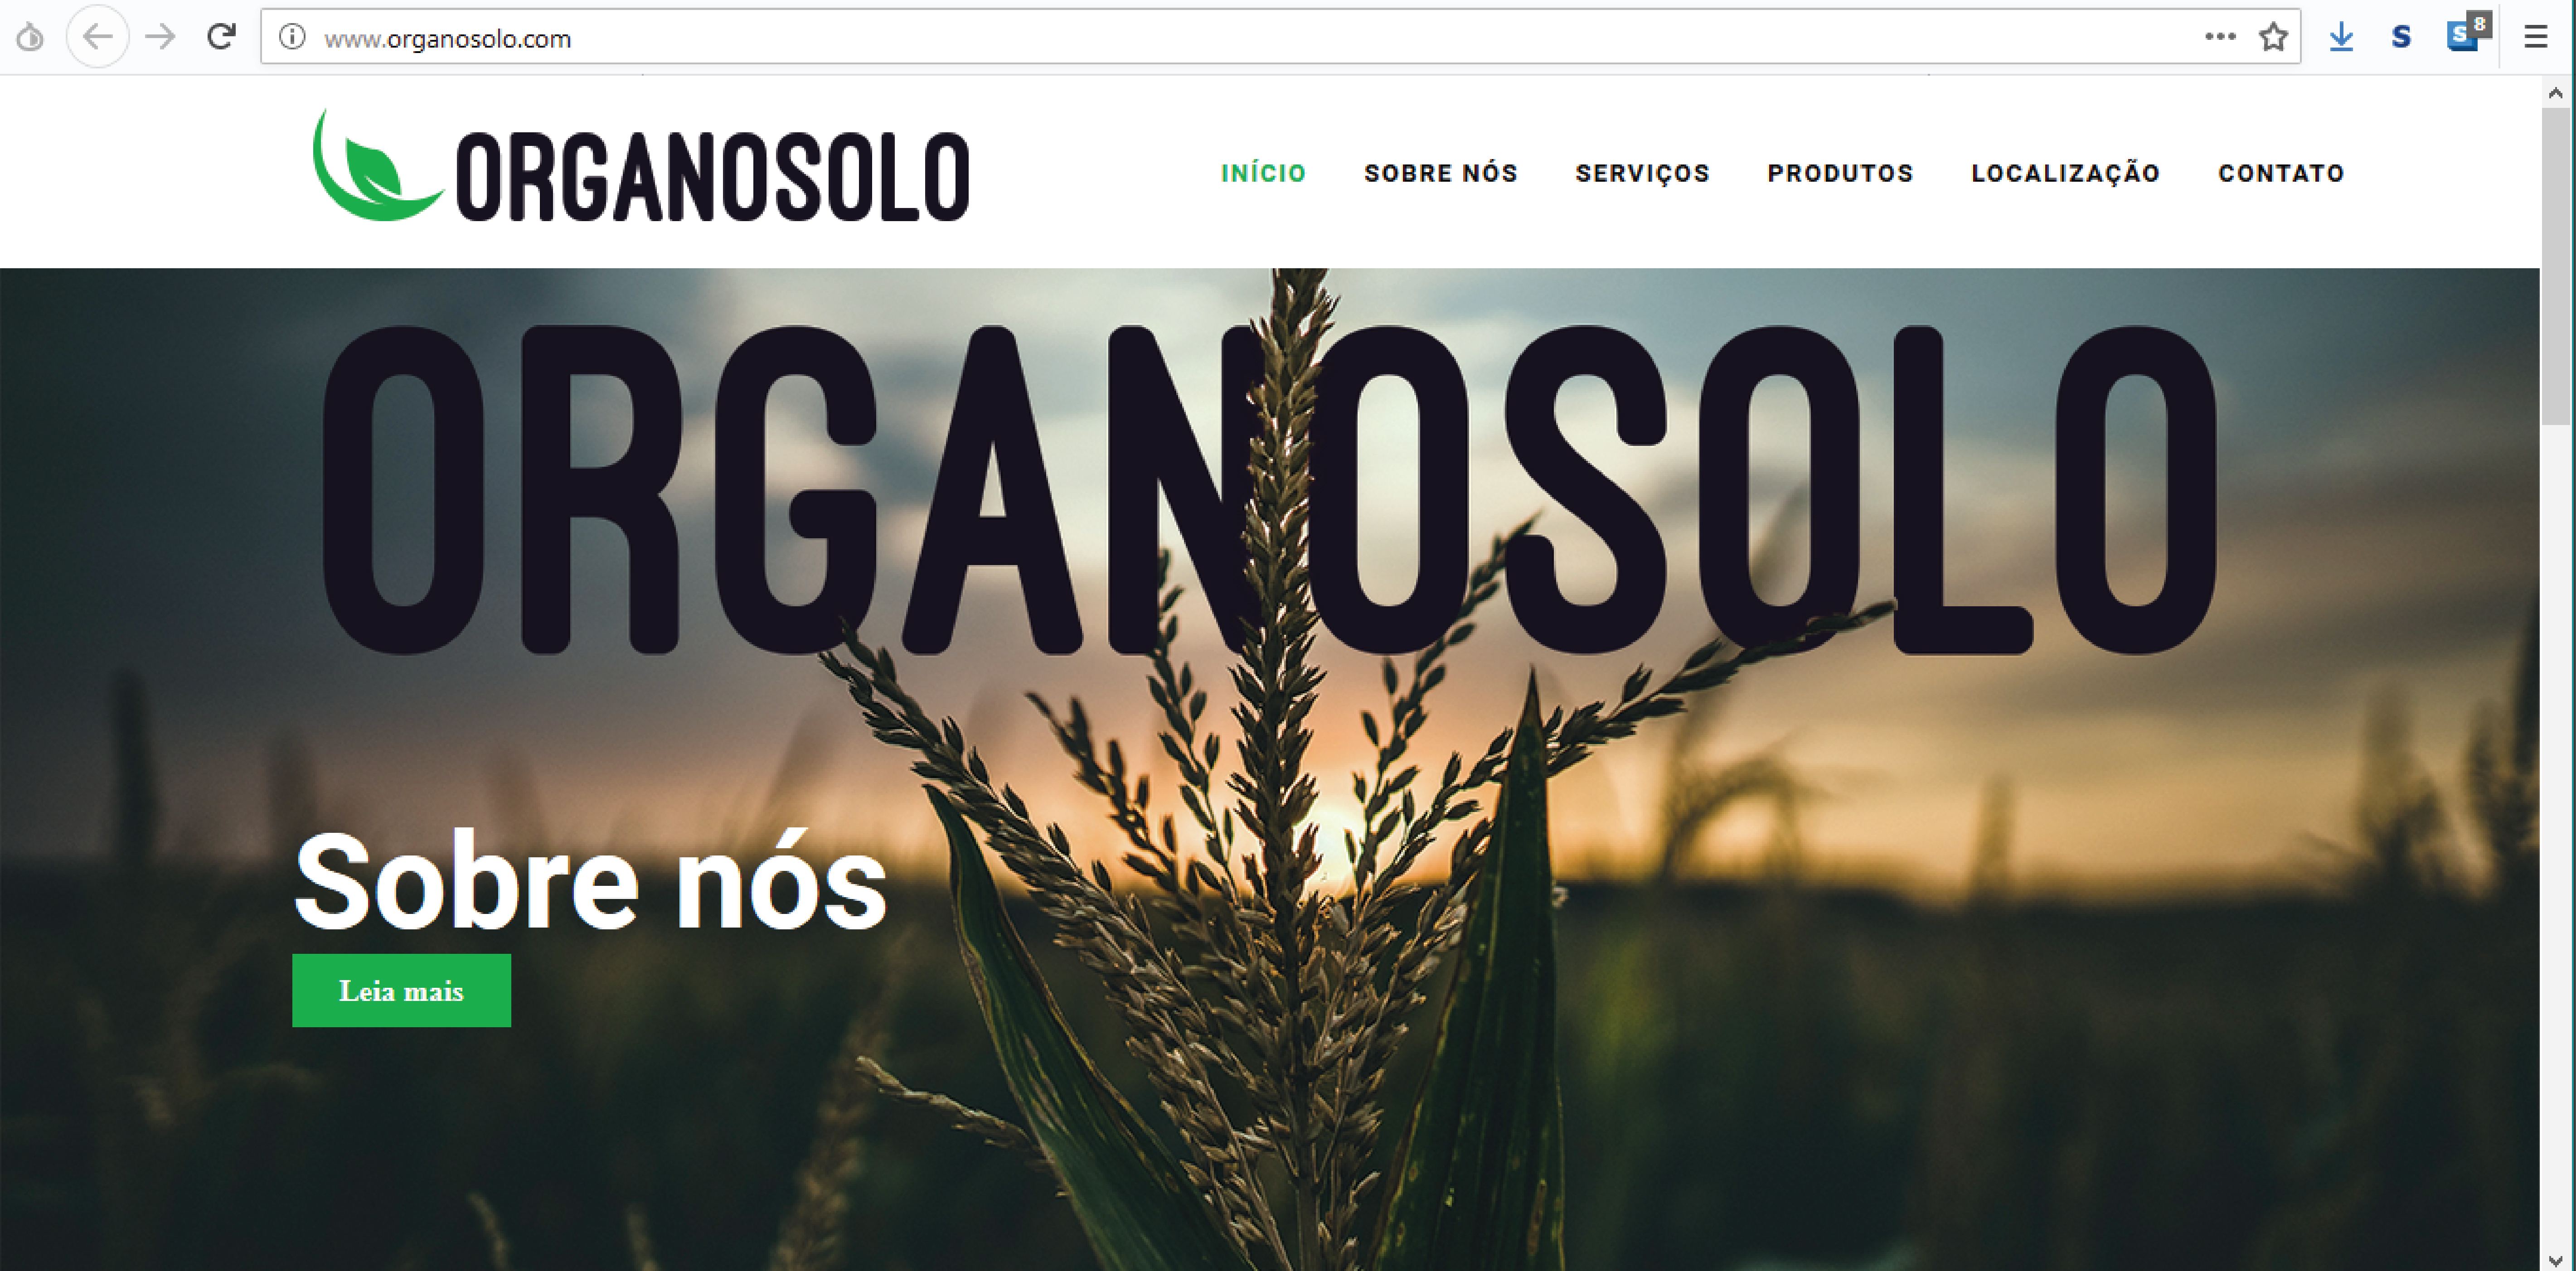 www.organosolo.com
S
S 8
ORGANOSOLO
INÍCIO SOBRE NÓS SERVIÇOS PRODUTOS LOCALIZAÇÃO CONTATO
ORGANOSOLO
Sobre nós
Leia mais